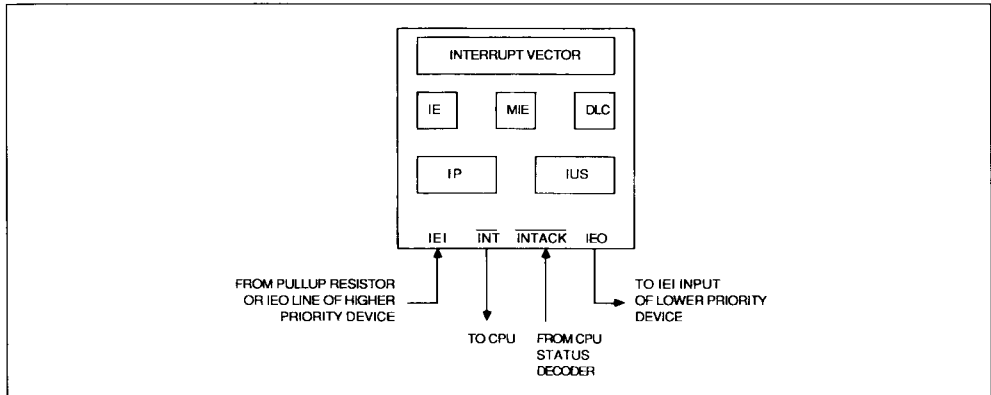 INTERRUPT VECTOR
IE MIE DLC
IP IUS
IEI INT INTACK IEO
FROM PULLUP RESISTOR
OR IEO LINE OF HIGHER
PRIORITY DEVICE
TO CPU
FROM CPU
STATUS
DECODER
TO IEI INPUT
OF LOWER PRIORITY
DEVICE